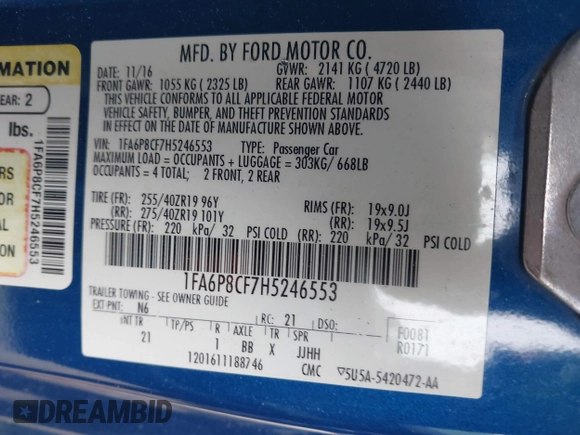 MFD. BY FORD MOTOR CO.
DATE: 11/16 GVWR: 2141 KG ( 4720 LB)
FRONT GAWR: 1055 KG ( 2325 LB) REAR GAWR: 1107 KG ( 2440 LB)
THIS VEHICLE CONFORMS TO ALL APPLICABLE FEDERAL MOTOR
VEHICLE SAFETY, BUMPER, AND THEFT PREVENTION STANDARDS
IN EFFECT ON THE DATE OF MANUFACTURE SHOWN ABOVE.
VIN: 1FA6P8CF7H5246553 TYPE: Passenger Car
MAXIMUM LOAD = OCCUPANTS + LUGGAGE = 303KG/ 668LB
OCCUPANTS = 4 TOTAL; 2 FRONT, 2 REAR
TIRE (FR): 255/40ZR19 96Y RIMS (FR): 19x9.0J
(RR): 275/40ZR19 101Y (RR): 19x9.5J
PRESSURE (FR): 220 kPa/ 32 PSI COLD (RR): 220 kPa/ 32 PSI COLD
1FA6P8CF7H5246553
TRAILER TOWING - SEE OWNER GUIDE
EXT PNT: N6 RC: 21 DSO:
INT TR TP/PS R AXLE TR SPR F0081
21 1 BB X JJHH R0171
1201611188746 CMC 5U5A-5420472-AA
RMATION
EAR: 2
lbs.
1FA6P8CF7H5246553
DREAMBID